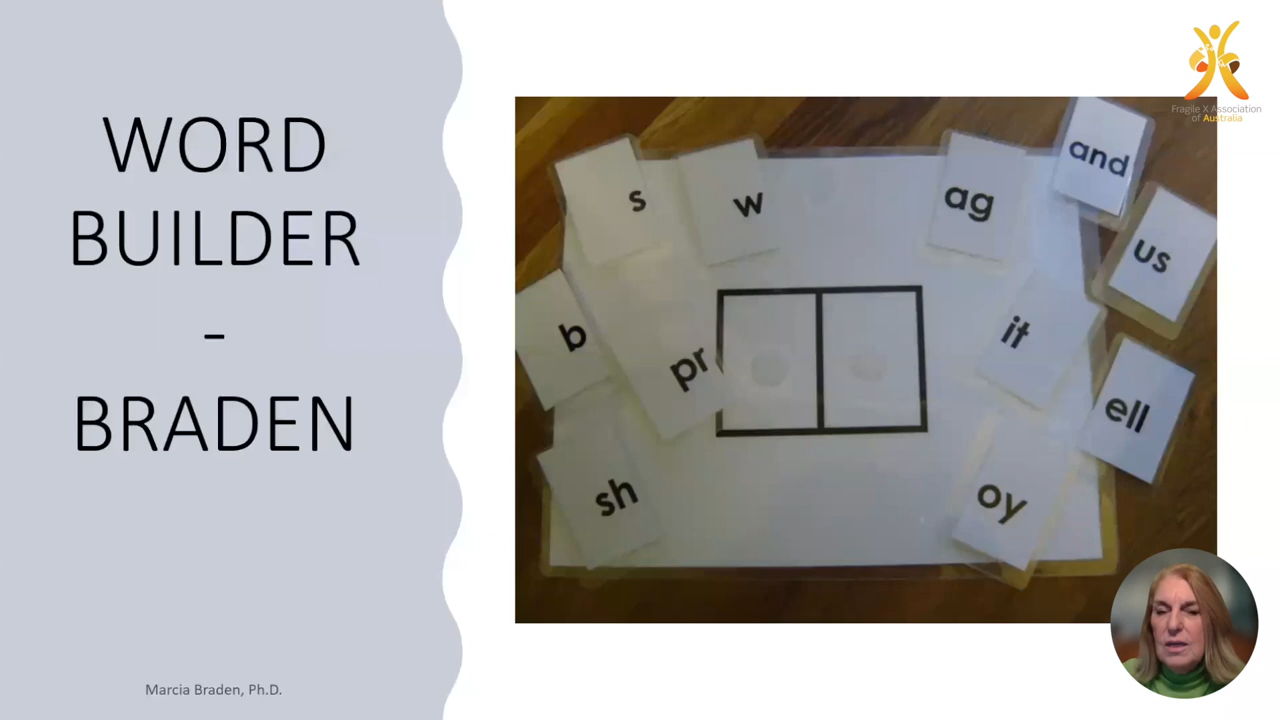 WORD
BUILDER
-
BRADEN
Marcia Braden, Ph.D.
s
w
b
pr
sh
ag
and
us
it
ell
oy
Fragile X Association
of Australia